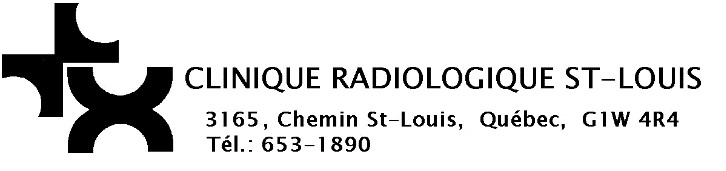 CLINIQUE RADIOLOGIQUE ST-LOUIS
3165, Chemin St-Louis, Québec, G1W 4R4
Tél.: 653-1890